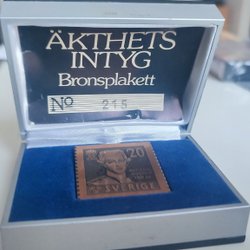 ÄKTHETS
INTYG
Bronsplakett
No 215
20
SVERIGE